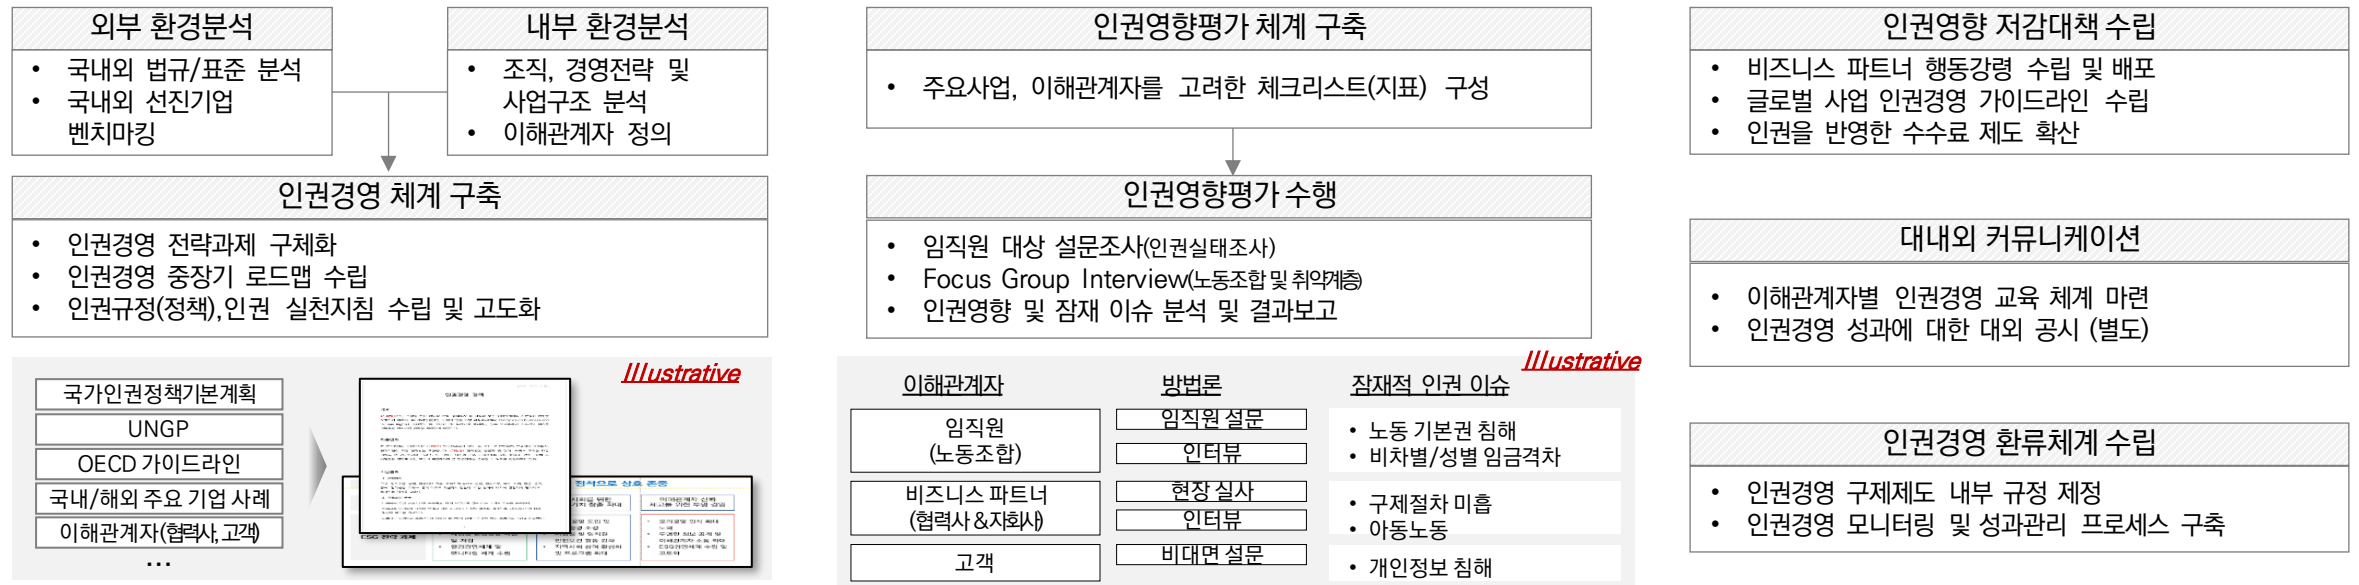 외부 환경분석
• 국내외 법규/표준 분석
• 국내외 선진기업
벤치마킹
내부 환경분석
• 조직, 경영전략 및
사업구조 분석
• 이해관계자 정의
인권경영 체계 구축
• 인권경영 전략과제 구체화
• 인권경영 중장기 로드맵 수립
• 인권규정(정책),인권 실천지침 수립 및 고도화
Illustrative
국가인권정책기본계획
UNGP
OECD 가이드라인
국내/해외 주요 기업 사례
이해관계자(협력사, 고객)
...
인권영향평가 체계 구축
• 주요사업, 이해관계자를 고려한 체크리스트(지표) 구성
인권영향평가 수행
• 임직원 대상 설문조사(인권실태조사)
• Focus Group Interview(노동조합 및 취약계층)
• 인권영향 및 잠재 이슈 분석 및 결과보고
Illustrative
이해관계자
방법론
잠재적 인권 이슈
임직원
(노동조합)
임직원 설문
인터뷰
• 노동 기본권 침해
• 비차별/성별 임금격차
비즈니스 파트너
(협력사 & 자회사)
현장 실사
인터뷰
• 구제절차 미흡
• 아동노동
고객
비대면 설문
• 개인정보 침해
인권영향 저감대책 수립
• 비즈니스 파트너 행동강령 수립 및 배포
• 글로벌 사업 인권경영 가이드라인 수립
• 인권을 반영한 수수료 제도 확산
대내외 커뮤니케이션
• 이해관계자별 인권경영 교육 체계 마련
• 인권경영 성과에 대한 대외 공시 (별도)
인권경영 환류체계 수립
• 인권경영 구제제도 내부 규정 제정
• 인권경영 모니터링 및 성과관리 프로세스 구축